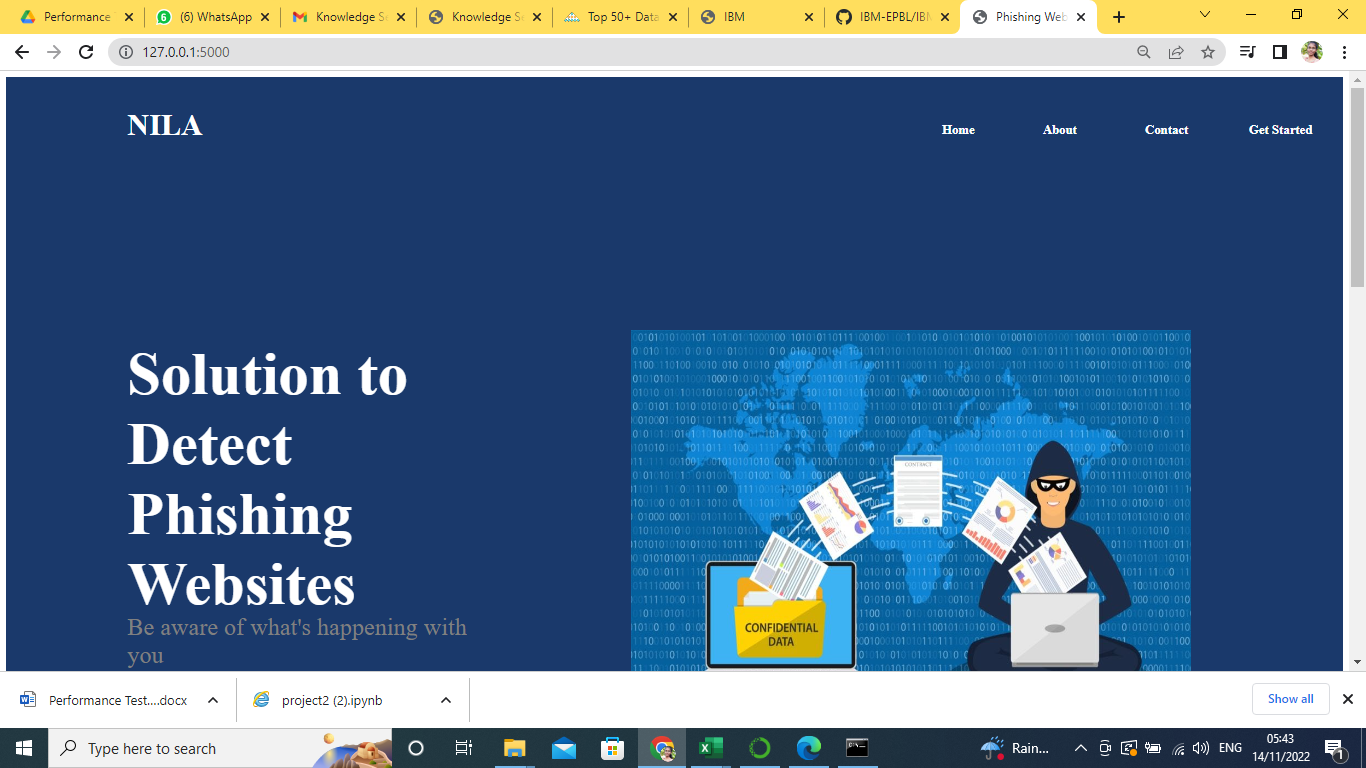 Performance
(6) WhatsApp
Knowledge Se
Knowledge Se
Top 50+ Data
IBM
IBM-EPBL/IBM
Phishing Web
127.0.0.1:5000
NILA
Home
About
Contact
Get Started
Solution to
Detect
Phishing
Websites
Be aware of what's happening with
you
CONTRACT
CONFIDENTIAL
DATA
Performance Test....docx
project2 (2).ipynb
Show all
Type here to search
Rain...
ENG
05:43
14/11/2022
1